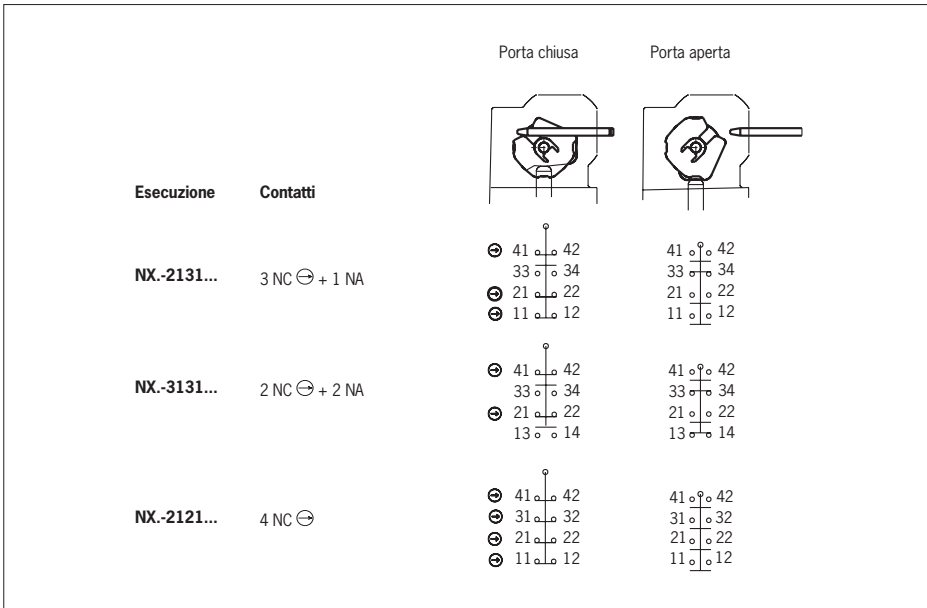 Porta chiusa Porta aperta
Esecuzione Contatti
41 42 41 42
33 34 33 34
NX.-2131... 3 NC ⊖ + 1 NA
21 22 21 22
11 12 11 12
41 42 41 42
NX.-3131... 2 NC ⊖ + 2 NA
33 34 33 34
21 22 21 22
13 14 13 14
41 42 41 42
31 32 31 32
NX.-2121... 4 NC ⊖
21 22 21 22
11 12 11 12